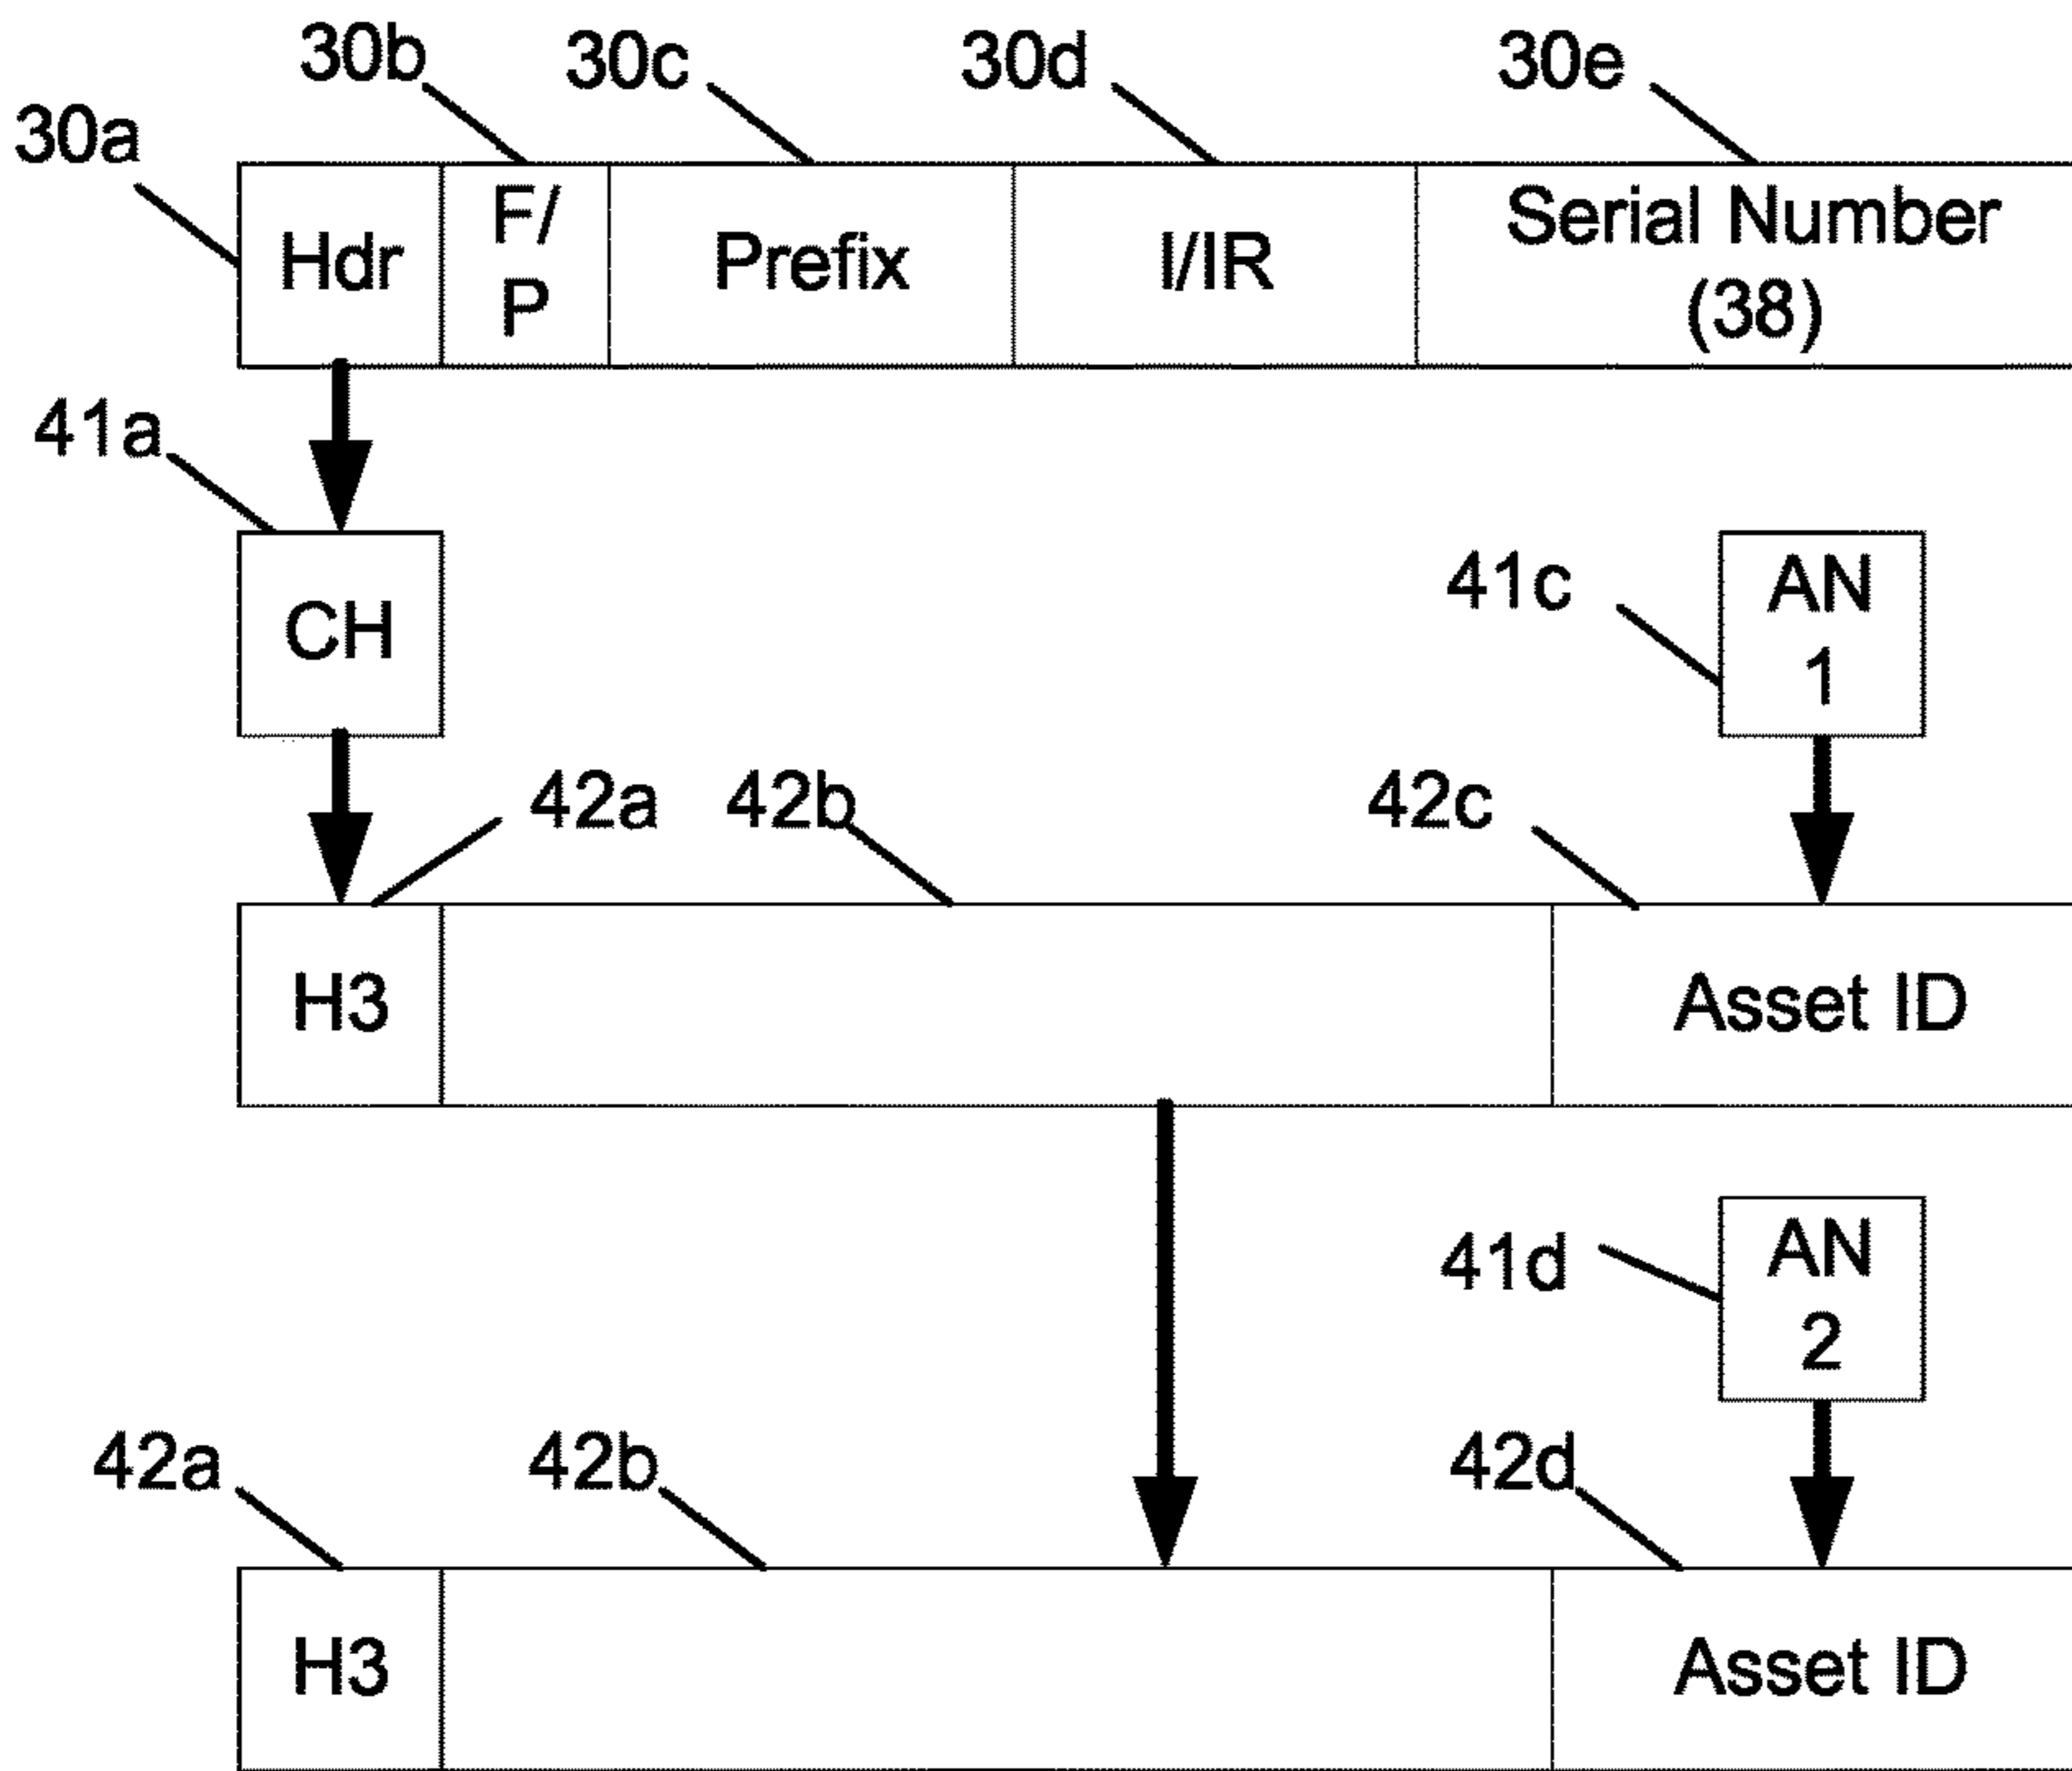 30b 30c 30d 30e
30a
Hdr F/ Prefix I/IR Serial Number
P (38)
41a
CH
41c
AN
1
42a 42b 42c
H3 Asset ID
41d
AN
2
42a 42b 42d
H3 Asset ID